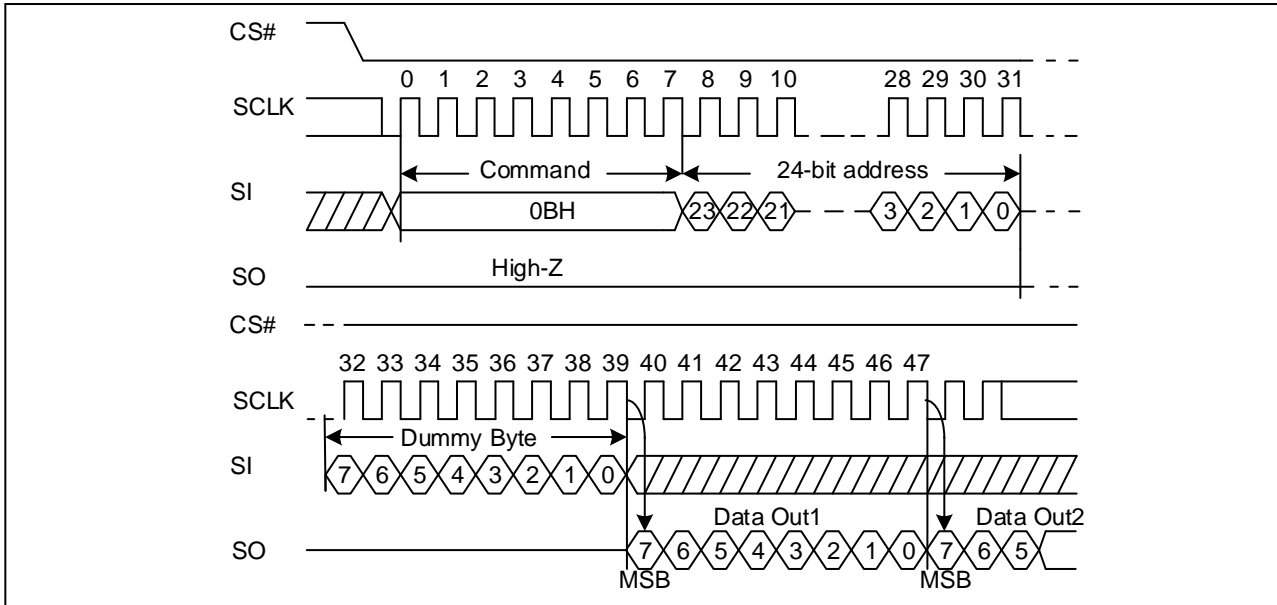 CS#
0 1 2 3 4 5 6 7 8 9 10 28 29 30 31
SCLK
Command 24-bit address
SI
0BH 23 22 21 3 2 1 0
High-Z
SO
CS#
32 33 34 35 36 37 38 39 40 41 42 43 44 45 46 47
SCLK
Dummy Byte
SI
7 6 5 4 3 2 1 0
Data Out1 Data Out2
SO
7 6 5 4 3 2 1 0 7 6 5
MSB MSB